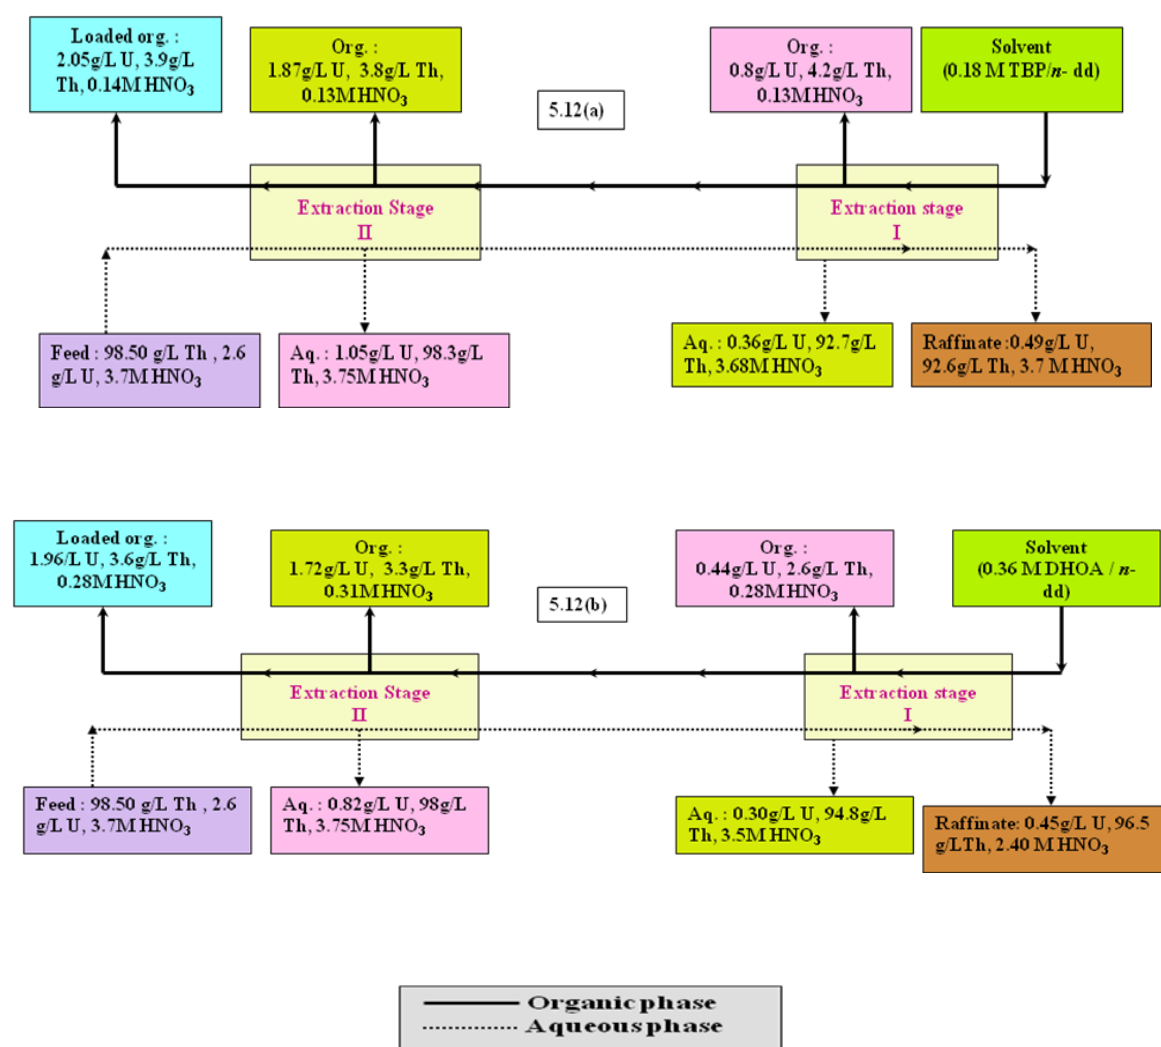 Loaded org. :
2.05g/L U, 3.9g/L
Th, 0.14M HNO₃
Org. :
1.87g/L U, 3.8g/L Th,
0.13M HNO₃
Org. :
0.8g/L U, 4.2g/L Th,
0.13M HNO₃
Solvent
(0.18 M TBP/n- dd)
5.12(a)
Extraction Stage
II
Extraction stage
I
Feed : 98.50 g/L Th , 2.6
g/L U, 3.7M HNO₃
Aq. : 1.05g/L U, 98.3g/L
Th, 3.75M HNO₃
Aq. : 0.36g/L U, 92.7g/L
Th, 3.68M HNO₃
Raffinate :0.49g/L U,
92.6g/L Th, 3.7 M HNO₃
Loaded org. :
1.96/L U, 3.6g/L Th,
0.28M HNO₃
Org. :
1.72g/L U, 3.3g/L Th,
0.31M HNO₃
Org. :
0.44g/L U, 2.6g/L Th,
0.28M HNO₃
Solvent
(0.36 M DHOA / n-
dd)
5.12(b)
Extraction Stage
II
Extraction stage
I
Feed : 98.50 g/L Th , 2.6
g/L U, 3.7M HNO₃
Aq. : 0.82g/L U, 98g/L
Th, 3.75M HNO₃
Aq. : 0.30g/L U, 94.8g/L
Th, 3.5M HNO₃
Raffinate: 0.45g/L U, 96.5
g/L Th, 2.40 M HNO₃
Organic phase
Aqueous phase